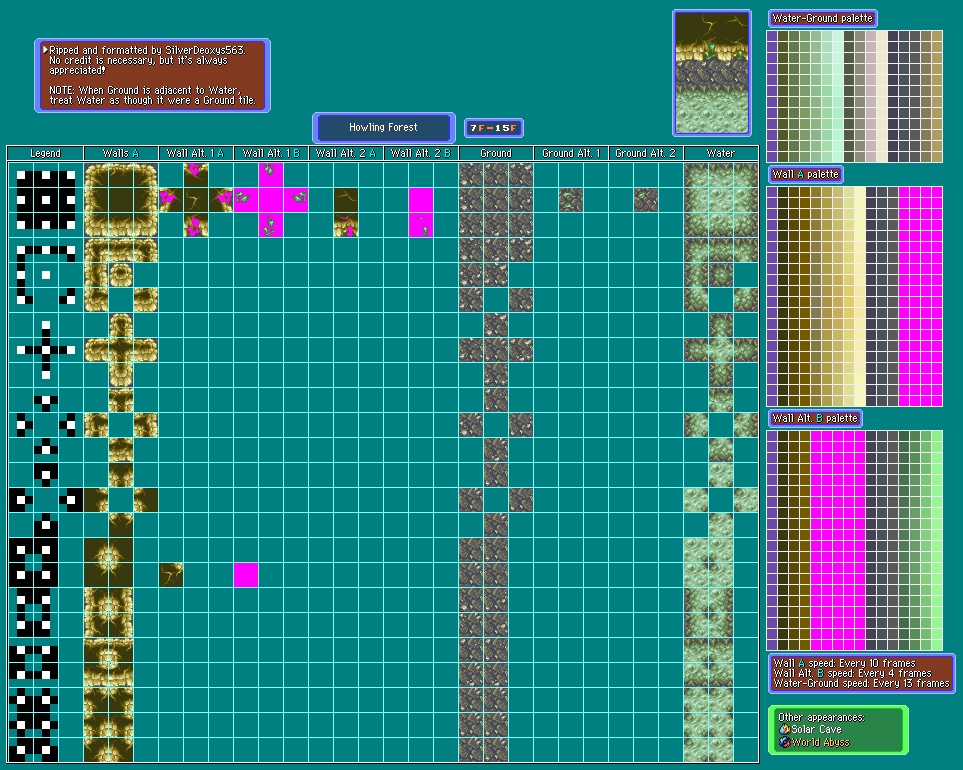 Ripped and formatted by SilverDeoxys563.
No credit is necessary, but it's always
appreciated!
NOTE: When Ground is adjacent to Water,
treat Water as though it were a Ground tile.
Howling Forest
7F-15F
Water-Ground palette
Legend
Walls A
Wall Alt. 1 A
Wall Alt. 1 B
Wall Alt. 2 A
Wall Alt. 2 B
Ground
Ground Alt. 1
Ground Alt. 2
Water
Wall A palette
Wall Alt. B palette
Wall A speed: Every 10 frames
Wall Alt. B speed: Every 4 frames
Water-Ground speed: Every 13 frames
Other appearances:
Solar Cave
World Abyss